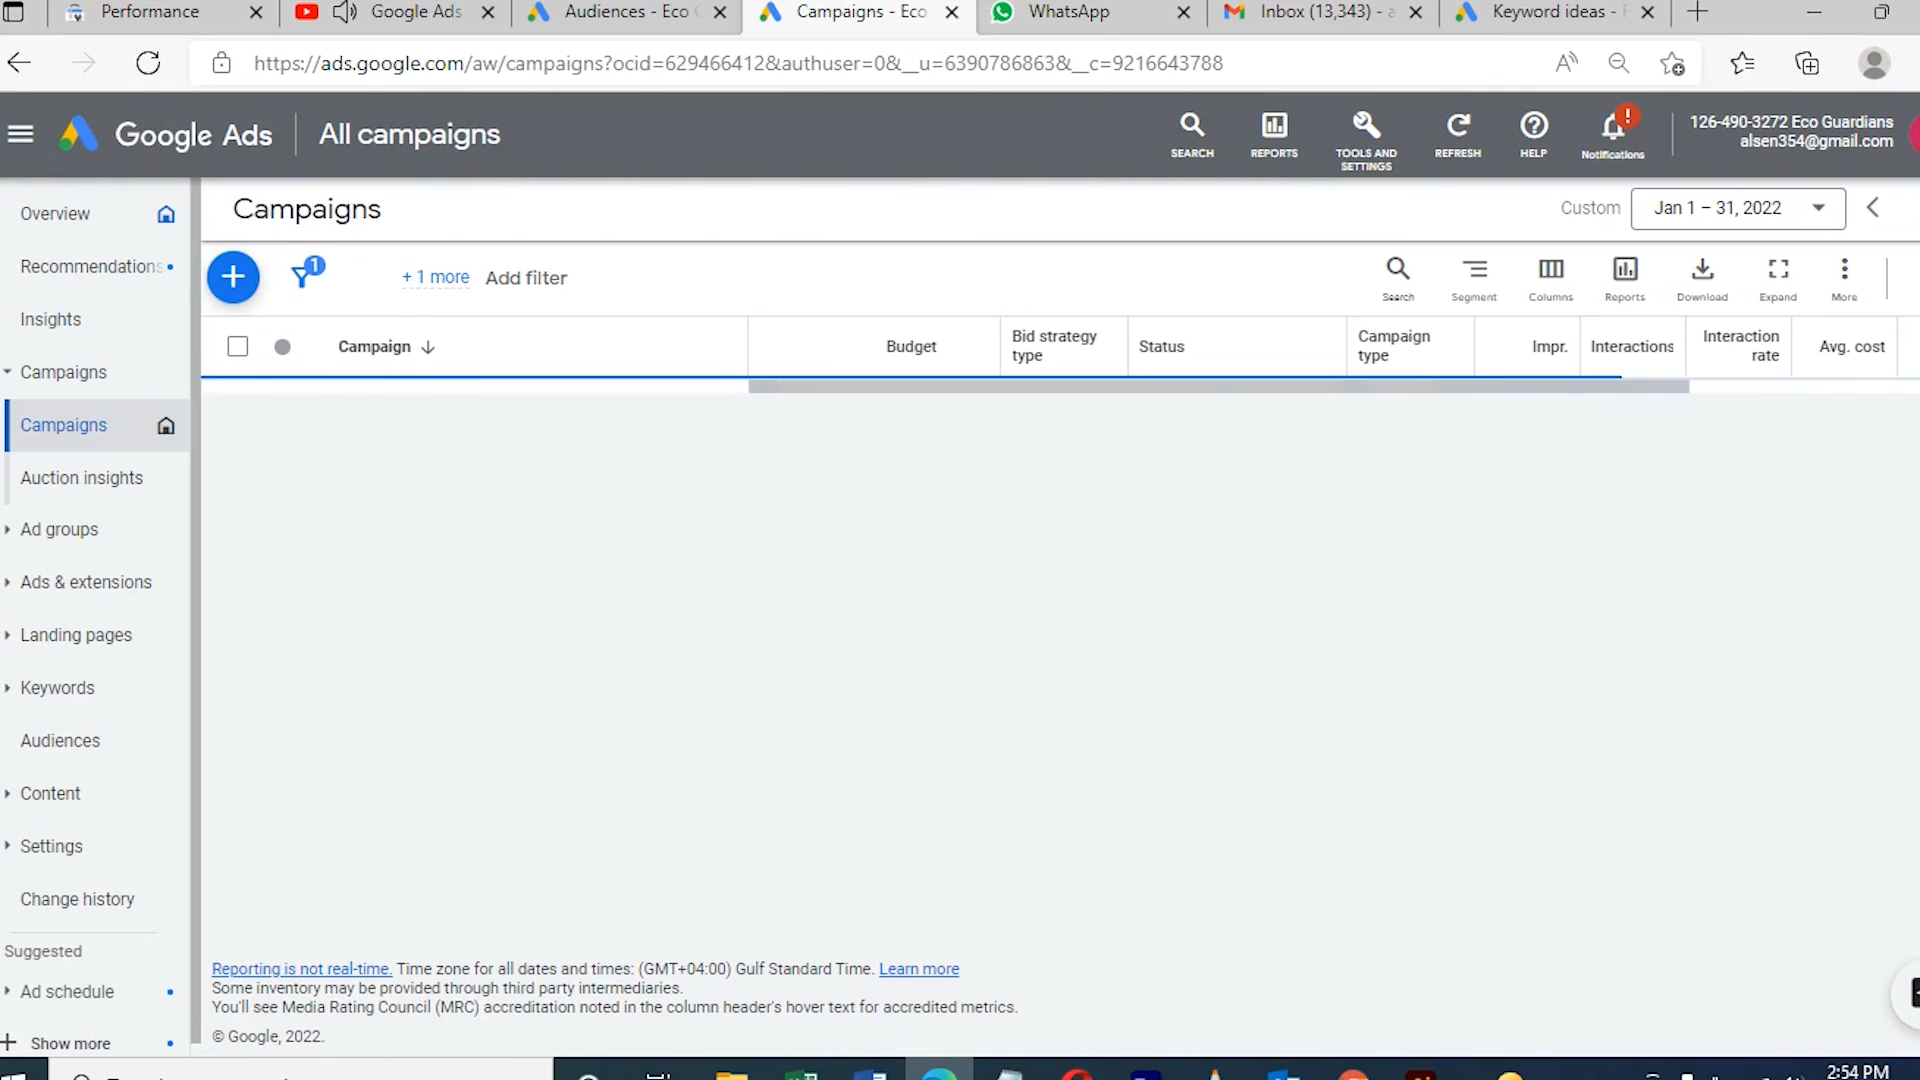 Performance
Google Ads
Audiences - Eco
Campaigns - Eco
WhatsApp
Inbox (13,343) -
Keyword ideas -
https://ads.google.com/aw/campaigns?ocid=629466412&authuser=0&__u=6390786863&__c=9216643788
Google Ads
All campaigns
SEARCH
REPORTS
TOOLS AND
SETTINGS
REFRESH
HELP
!
Notifications
126-490-3272 Eco Guardians
alsen354@gmail.com
Overview
Recommendations
Insights
Campaigns
Campaigns
Auction insights
Ad groups
Ads & extensions
Landing pages
Keywords
Audiences
Content
Settings
Change history
Suggested
Ad schedule
Show more
Campaigns
Custom
Jan 1 – 31, 2022
1
+ 1 more
Add filter
Search
Segment
Columns
Reports
Download
Expand
More
Campaign
Budget
Bid strategy
type
Status
Campaign
type
Impr.
Interactions
Interaction
rate
Avg. cost
Reporting is not real-time. Time zone for all dates and times: (GMT+04:00) Gulf Standard Time. Learn more
Some inventory may be provided through third party intermediaries.
You'll see Media Rating Council (MRC) accreditation noted in the column header's hover text for accredited metrics.
© Google, 2022.
2:54 PM